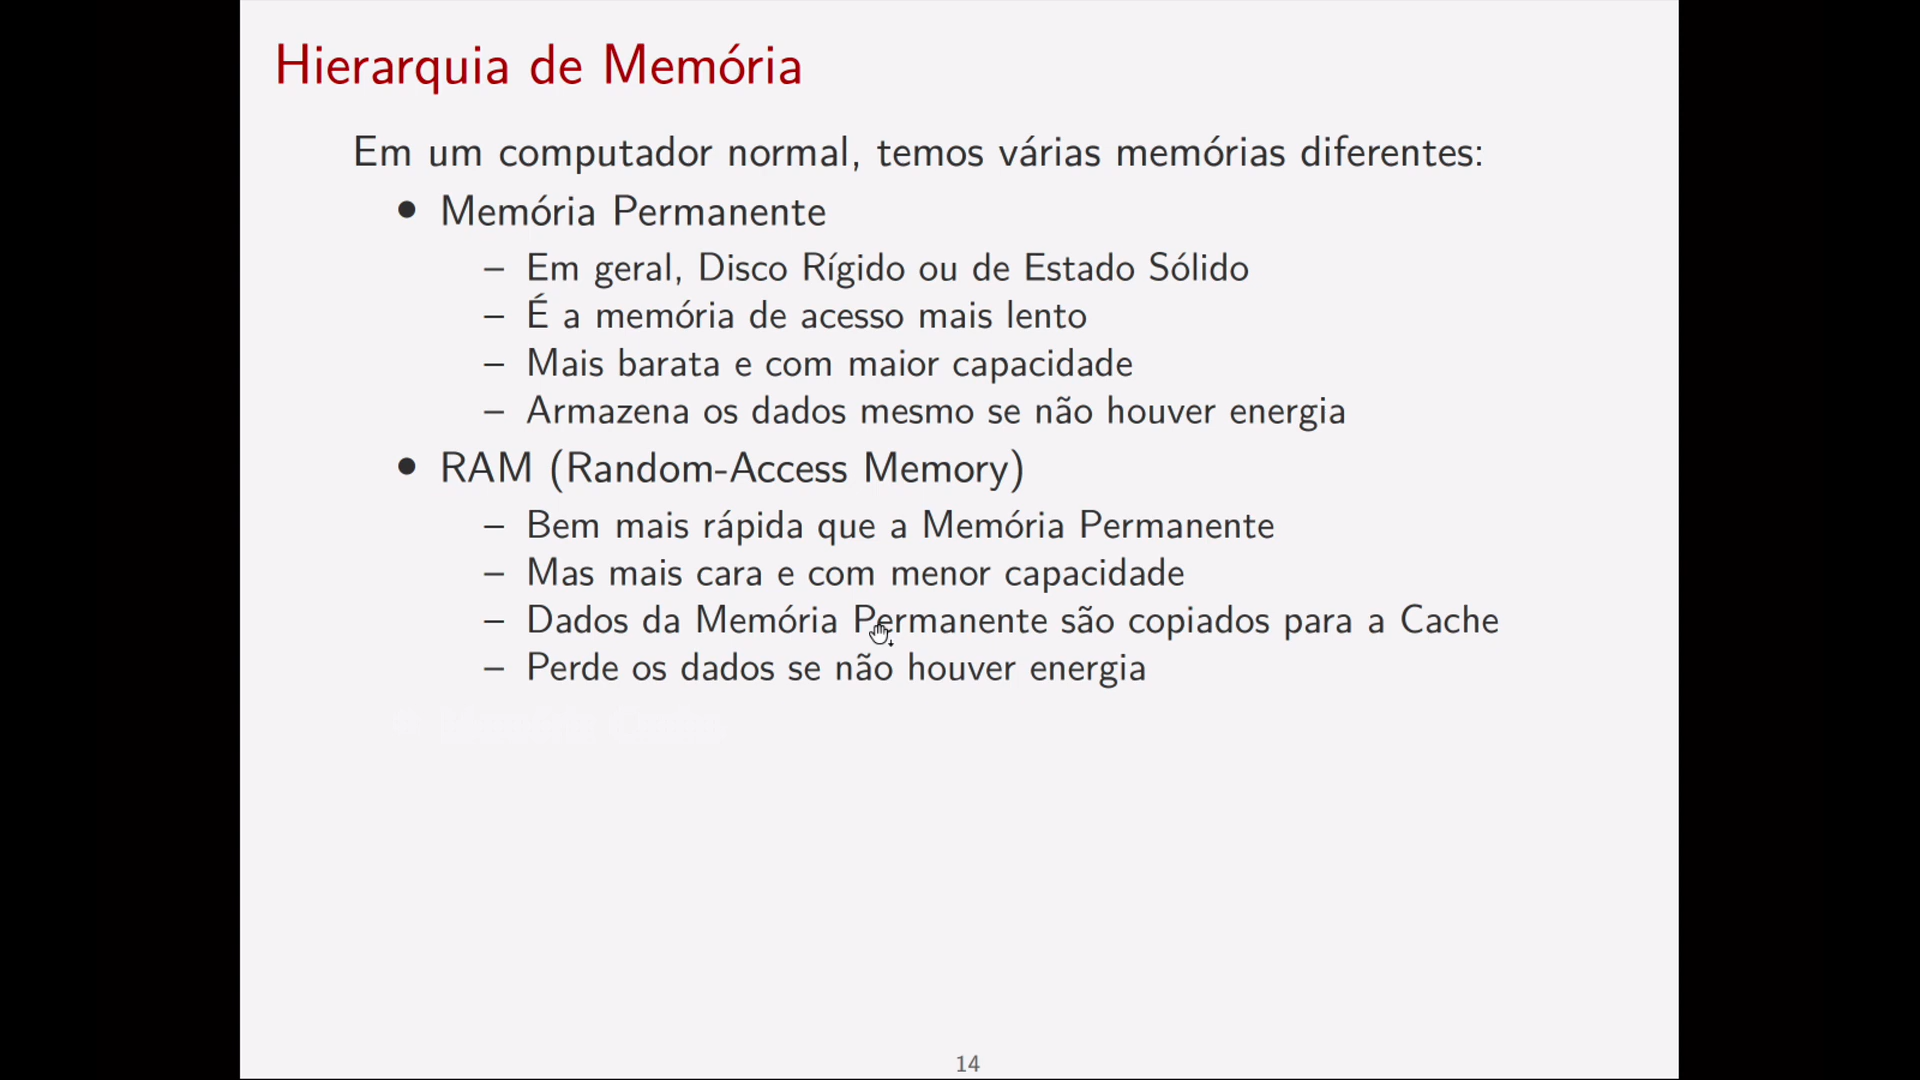 Hierarquia de Memória
Em um computador normal, temos várias memórias diferentes:
• Memória Permanente
– Em geral, Disco Rígido ou de Estado Sólido
– É a memória de acesso mais lento
– Mais barata e com maior capacidade
– Armazena os dados mesmo se não houver energia
• RAM (Random-Access Memory)
– Bem mais rápida que a Memória Permanente
– Mas mais cara e com menor capacidade
– Dados da Memória Permanente são copiados para a Cache
– Perde os dados se não houver energia
14